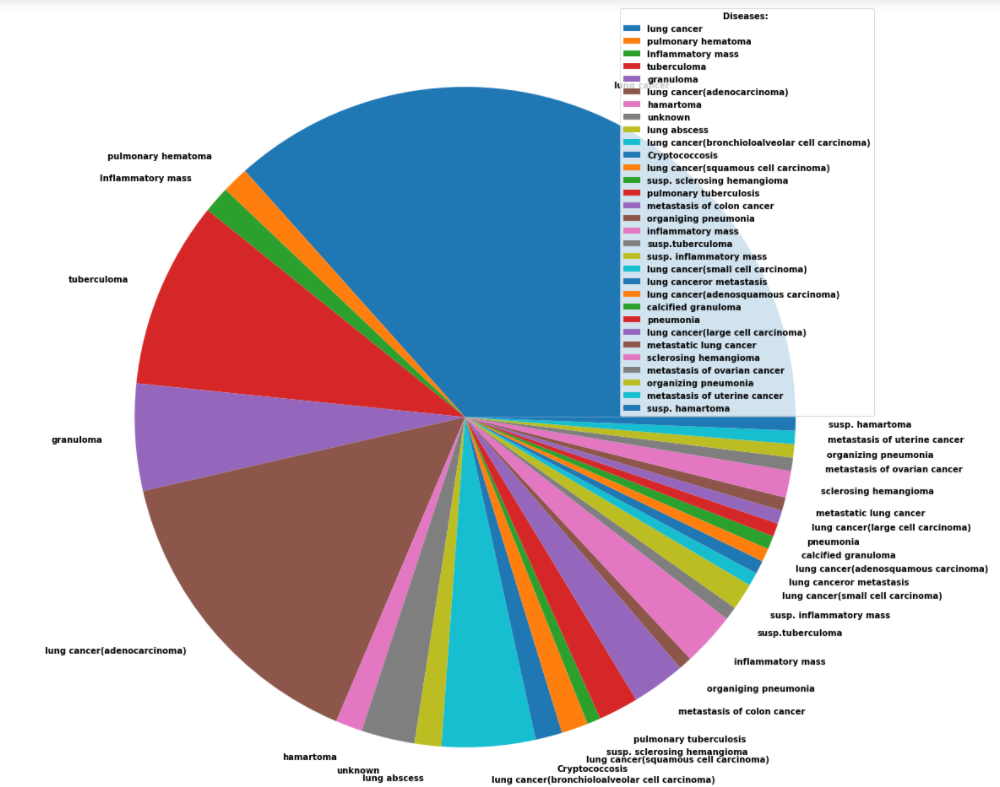 Diseases:
lung cancer
pulmonary hematoma
Inflammatory mass
tuberculoma
granuloma
lung cancer(adenocarcinoma)
hamartoma
unknown
lung abscess
lung cancer(bronchioloalveolar cell carcinoma)
Cryptococcosis
lung cancer(squamous cell carcinoma)
susp. sclerosing hemangioma
pulmonary tuberculosis
metastasis of colon cancer
organiging pneumonia
inflammatory mass
susp.tuberculoma
susp. inflammatory mass
lung cancer(small cell carcinoma)
lung canceror metastasis
lung cancer(adenosquamous carcinoma)
calcified granuloma
pneumonia
lung cancer(large cell carcinoma)
metastatic lung cancer
sclerosing hemangioma
metastasis of ovarian cancer
organizing pneumonia
metastasis of uterine cancer
susp. hamartoma
lung cancer
pulmonary hematoma
Inflammatory mass
tuberculoma
granuloma
lung cancer(adenocarcinoma)
hamartoma
unknown
lung abscess
lung cancer(bronchioloalveolar cell carcinoma)
Cryptococcosis
lung cancer(squamous cell carcinoma)
susp. sclerosing hemangioma
pulmonary tuberculosis
metastasis of colon cancer
organiging pneumonia
inflammatory mass
susp.tuberculoma
susp. inflammatory mass
lung cancer(small cell carcinoma)
lung canceror metastasis
lung cancer(adenosquamous carcinoma)
calcified granuloma
pneumonia
lung cancer(large cell carcinoma)
metastatic lung cancer
sclerosing hemangioma
metastasis of ovarian cancer
organizing pneumonia
metastasis of uterine cancer
susp. hamartoma